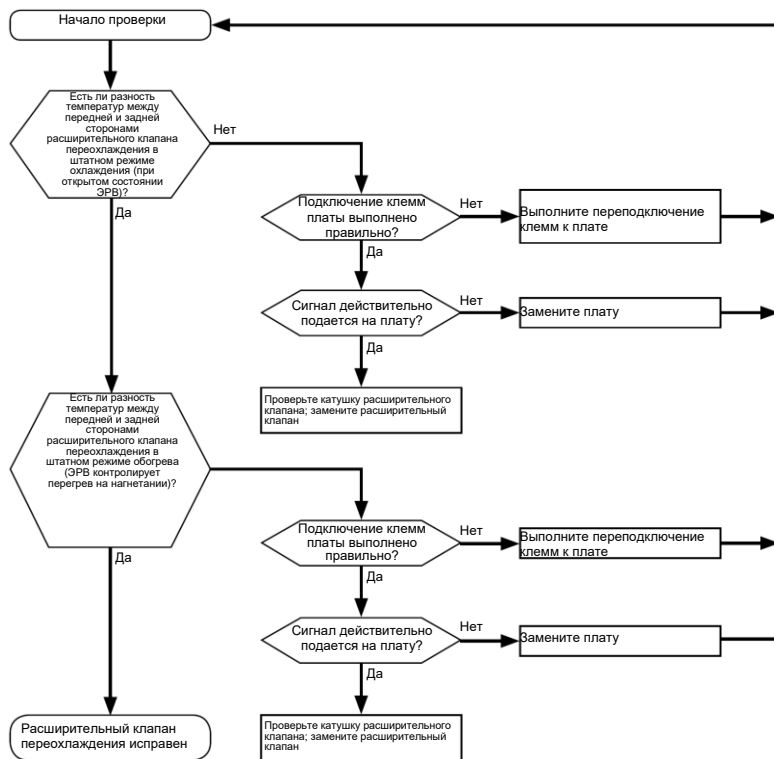 Начало проверки
Есть ли разность
температур между
передней и задней
сторонами
расширительного клапана
переохлаждения в
штатном режиме
охлаждения (при
открытом состоянии
ЭРВ)?
Нет
Да
Подключение клемм
платы выполнено
правильно?
Нет
Выполните переподключение
клемм к плате
Да
Сигнал действительно
подается на плату?
Нет
Замените плату
Да
Проверьте катушку расширительного
клапана; замените расширительный
клапан
Есть ли разность
температур между
передней и задней
сторонами
расширительного клапана
переохлаждения в
штатном режиме обогрева
(ЭРВ контролирует
перегрев на нагнетании)?
Да
Подключение клемм
платы выполнено
правильно?
Нет
Выполните переподключение
клемм к плате
Да
Сигнал действительно
подается на плату?
Нет
Замените плату
Да
Проверьте катушку расширительного
клапана; замените расширительный
клапан
Расширительный клапан
переохлаждения исправен